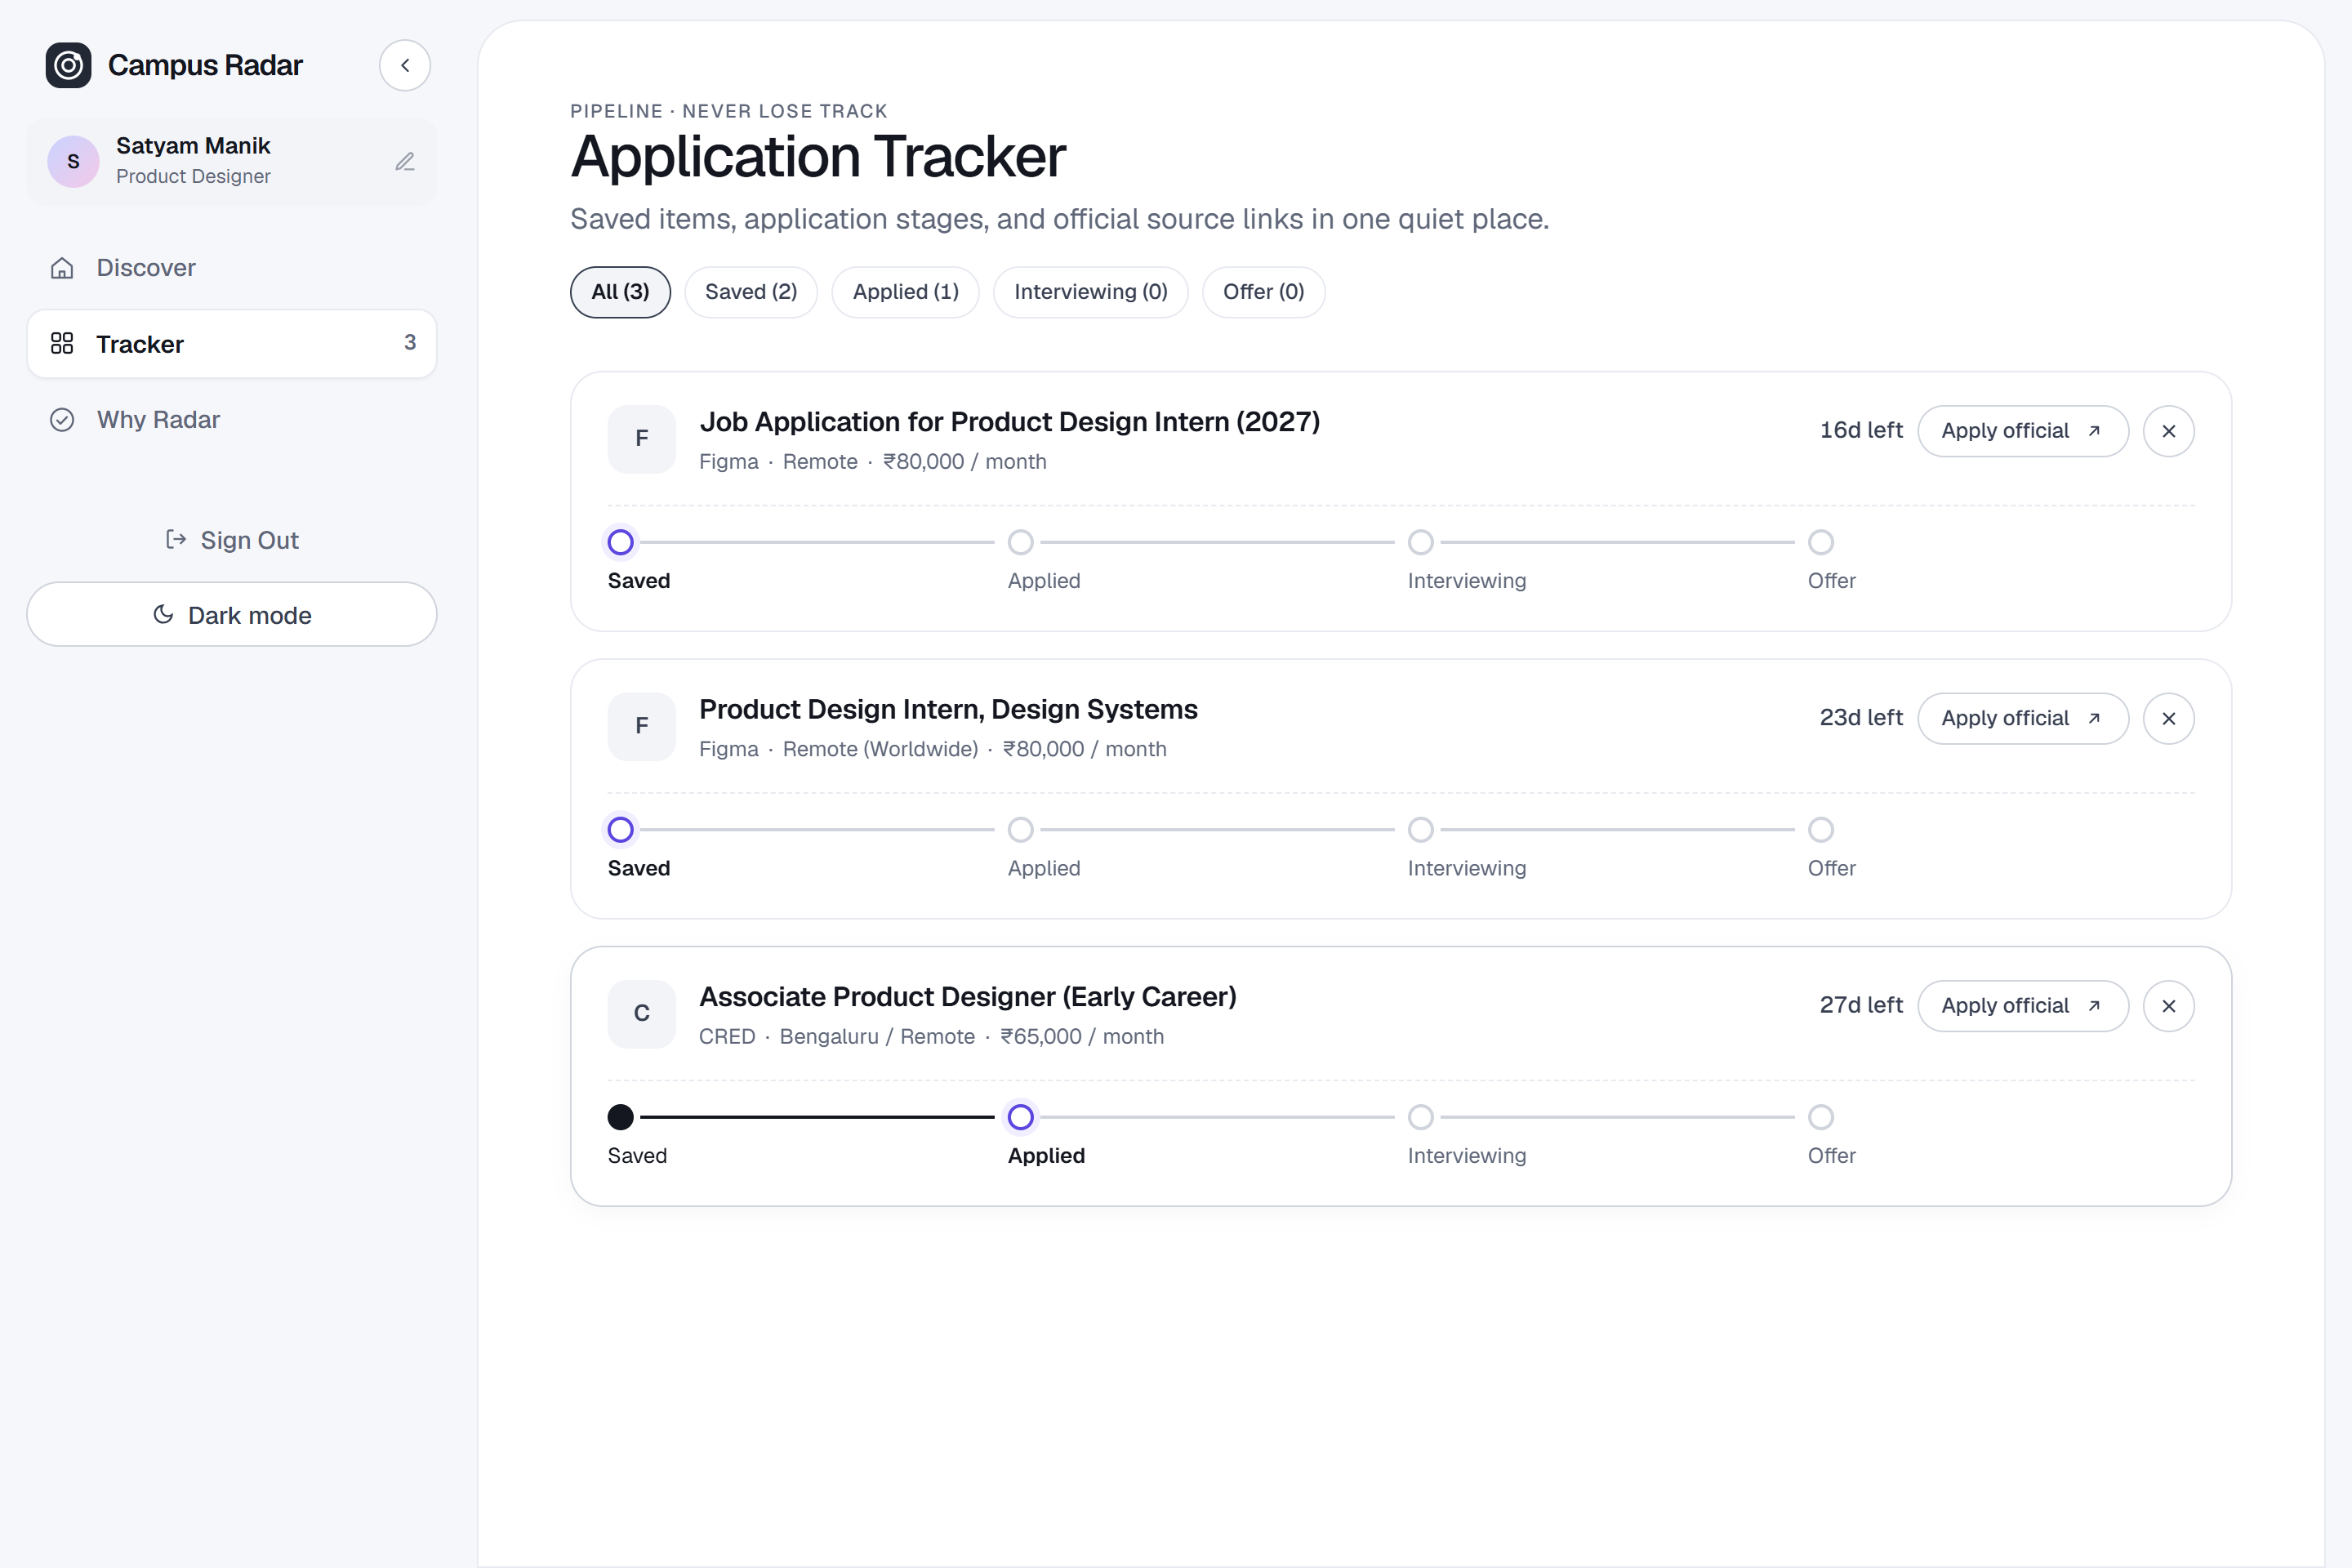 Campus Radar
S
Satyam Manik
Product Designer
Discover
Tracker 3
Why Radar
Sign Out
Dark mode
PIPELINE · NEVER LOSE TRACK
Application Tracker
Saved items, application stages, and official source links in one quiet place.
All (3) Saved (2) Applied (1) Interviewing (0) Offer (0)
F
Job Application for Product Design Intern (2027)
Figma · Remote · ₹80,000 / month
16d left Apply official
Saved Applied Interviewing Offer
F
Product Design Intern, Design Systems
Figma · Remote (Worldwide) · ₹80,000 / month
23d left Apply official
Saved Applied Interviewing Offer
C
Associate Product Designer (Early Career)
CRED · Bengaluru / Remote · ₹65,000 / month
27d left Apply official
Saved Applied Interviewing Offer